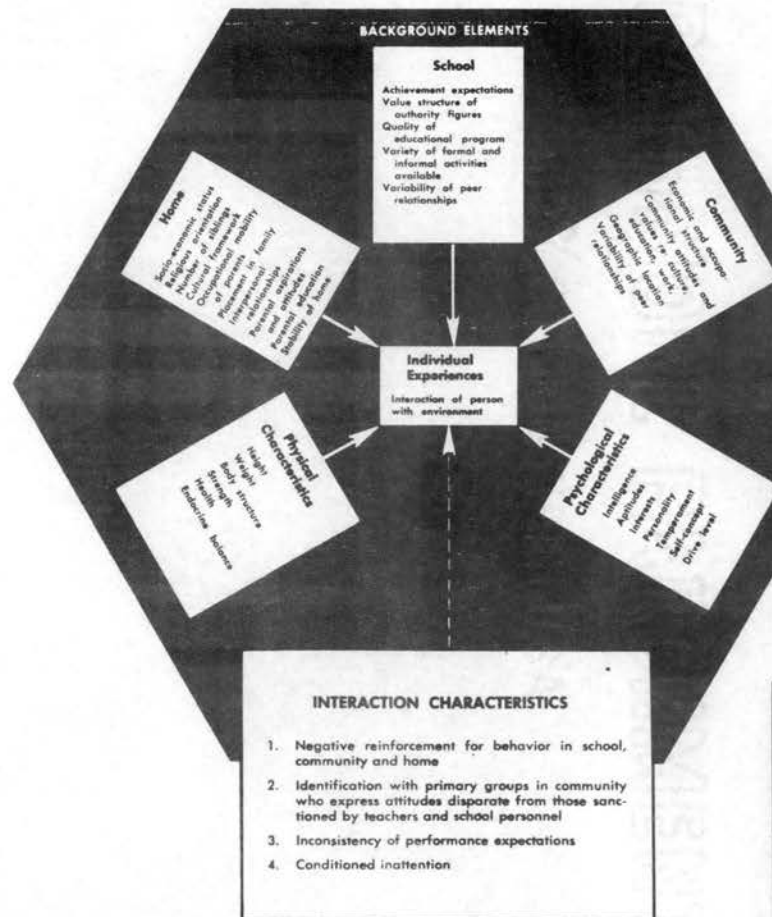 BACKGROUND ELEMENTS
School
Achievement expectations
Value structure of
authority figures
Quality of
educational program
Variety of formal and
informal activities
available
Variability of peer
relationships
Home
Socio-economic status
Religious orientation
Number of siblings
Cultural framework
Occupational mobility
of parents
Placement in family
Interpersonal
relationships
Parental aspirations
and attitudes
Parental education
Stability of home
Community
Economic and occupa-
tional structure
Community attitudes and
values re culture,
education, work,
Geographic location
Variability of peer
relationships
Individual
Experiences
Interaction of person
with environment
Physical
Characteristics
Height
Weight
Body structure
Strength
Health
Endocrine balance
Psychological
Characteristics
Intelligence
Aptitudes
Interests
Personality
Temperament
Self-concept
Drive level
INTERACTION CHARACTERISTICS
1. Negative reinforcement for behavior in school,
community and home
2. Identification with primary groups in community
who express attitudes disparate from those sanc-
tioned by teachers and school personnel
3. Inconsistency of performance expectations
4. Conditioned inattention